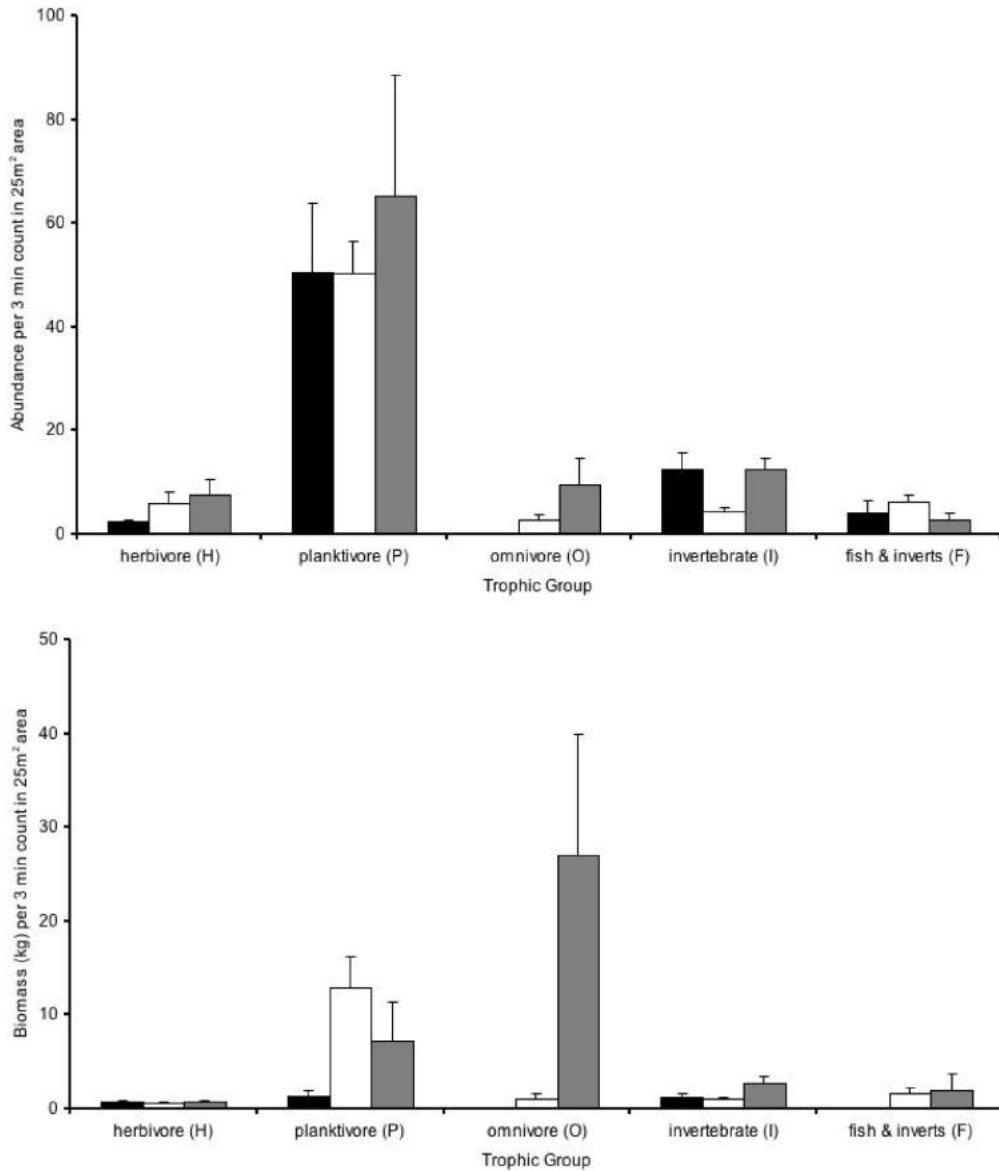 Abundance per 3 min count in 25m² area
100
80
60
40
20
0
herbivore (H) planktivore (P) omnivore (O) invertebrate (I) fish & inverts (F)
Trophic Group
Biomass (kg) per 3 min count in 25m² area
50
40
30
20
10
0
herbivore (H) planktivore (P) omnivore (O) invertebrate (I) fish & inverts (F)
Trophic Group